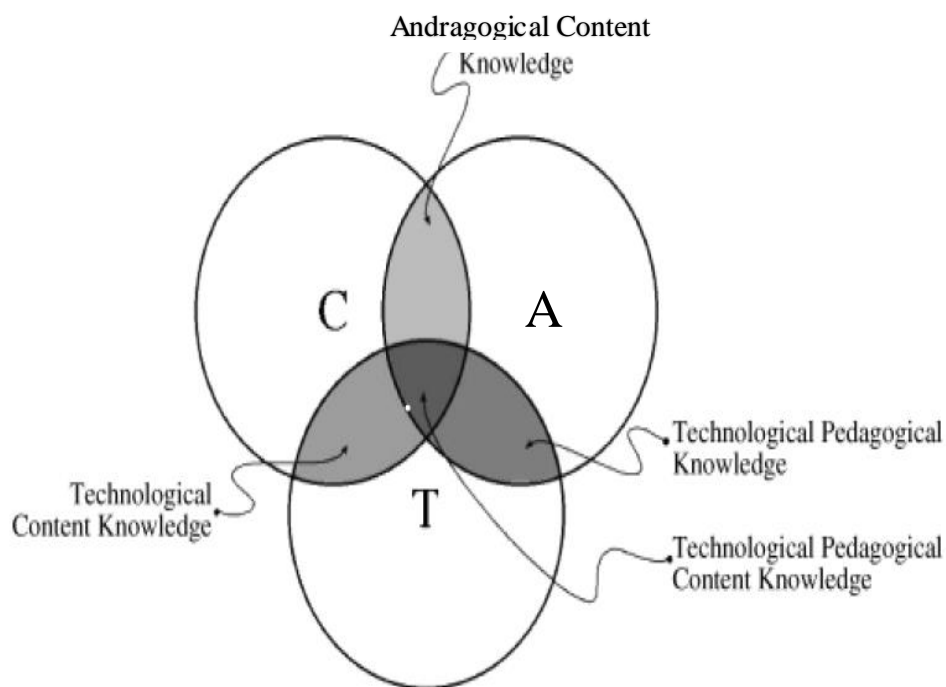 Andragogical Content
Knowledge
C
A
Technological Pedagogical
Knowledge
Technological
Content Knowledge
T
Technological Pedagogical
Content Knowledge